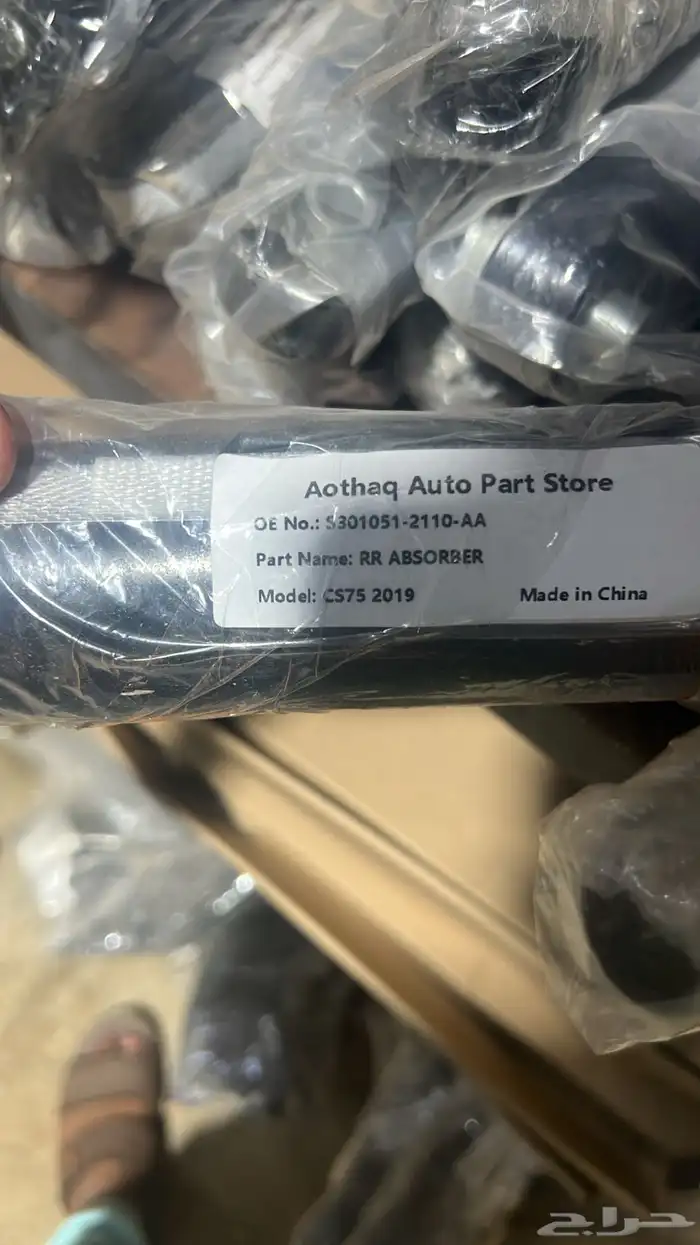 Aothaq Auto Part Store
OE No.: S301051-2110-AA
Part Name: RR ABSORBER
Model: CS75 2019 Made in China
حراج